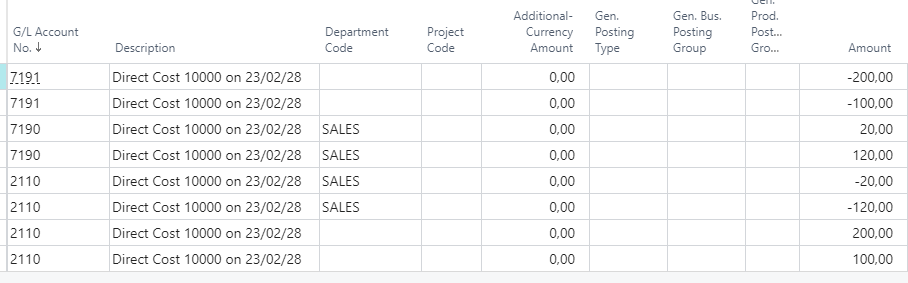 G/L Account No. ↓ Description Department Code Project Code Additional-Currency Amount Gen. Posting Type Gen. Bus. Posting Group Gen. Prod. Post... Gro... Amount
7191 Direct Cost 10000 on 23/02/28 0,00 -200,00
7191 Direct Cost 10000 on 23/02/28 0,00 -100,00
7190 Direct Cost 10000 on 23/02/28 SALES 0,00 20,00
7190 Direct Cost 10000 on 23/02/28 SALES 0,00 120,00
2110 Direct Cost 10000 on 23/02/28 SALES 0,00 -20,00
2110 Direct Cost 10000 on 23/02/28 SALES 0,00 -120,00
2110 Direct Cost 10000 on 23/02/28 0,00 200,00
2110 Direct Cost 10000 on 23/02/28 0,00 100,00